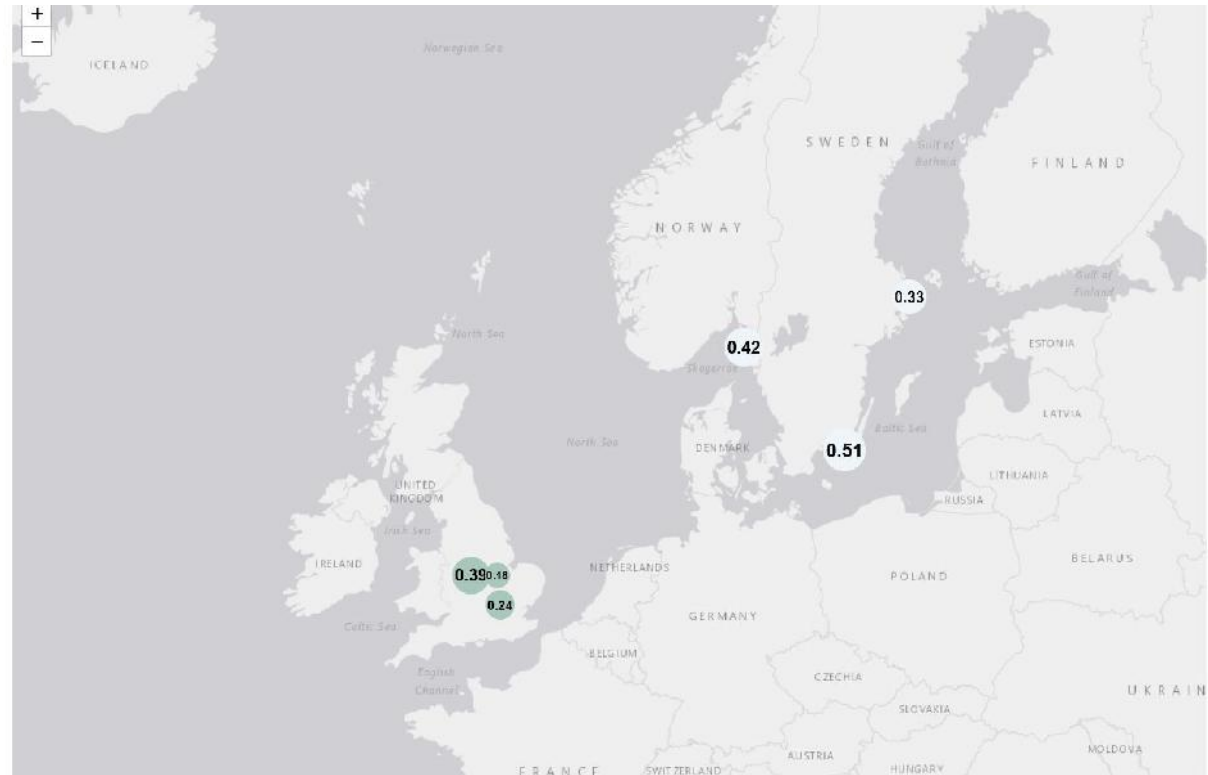 +
−
ICELAND
Norwegian Sea
SWEDEN
Gulf of
Bothnia
FINLAND
NORWAY
Gulf of
Finland
0.33
North Sea
ESTONIA
0.42
Skagerrak
LATVIA
Baltic Sea
North Sea
DENMARK
0.51
LITHUANIA
UNITED
KINGDOM
RUSSIA
Irish Sea
BELARUS
IRELAND
NETHERLANDS
0.39
0.18
POLAND
0.24
GERMANY
Celtic Sea
BELGIUM
English
Channel
CZECHIA
UKRAIN
SLOVAKIA
MOLDOVA
AUSTRIA
FRANCE
SWITZERLAND
HUNGARY